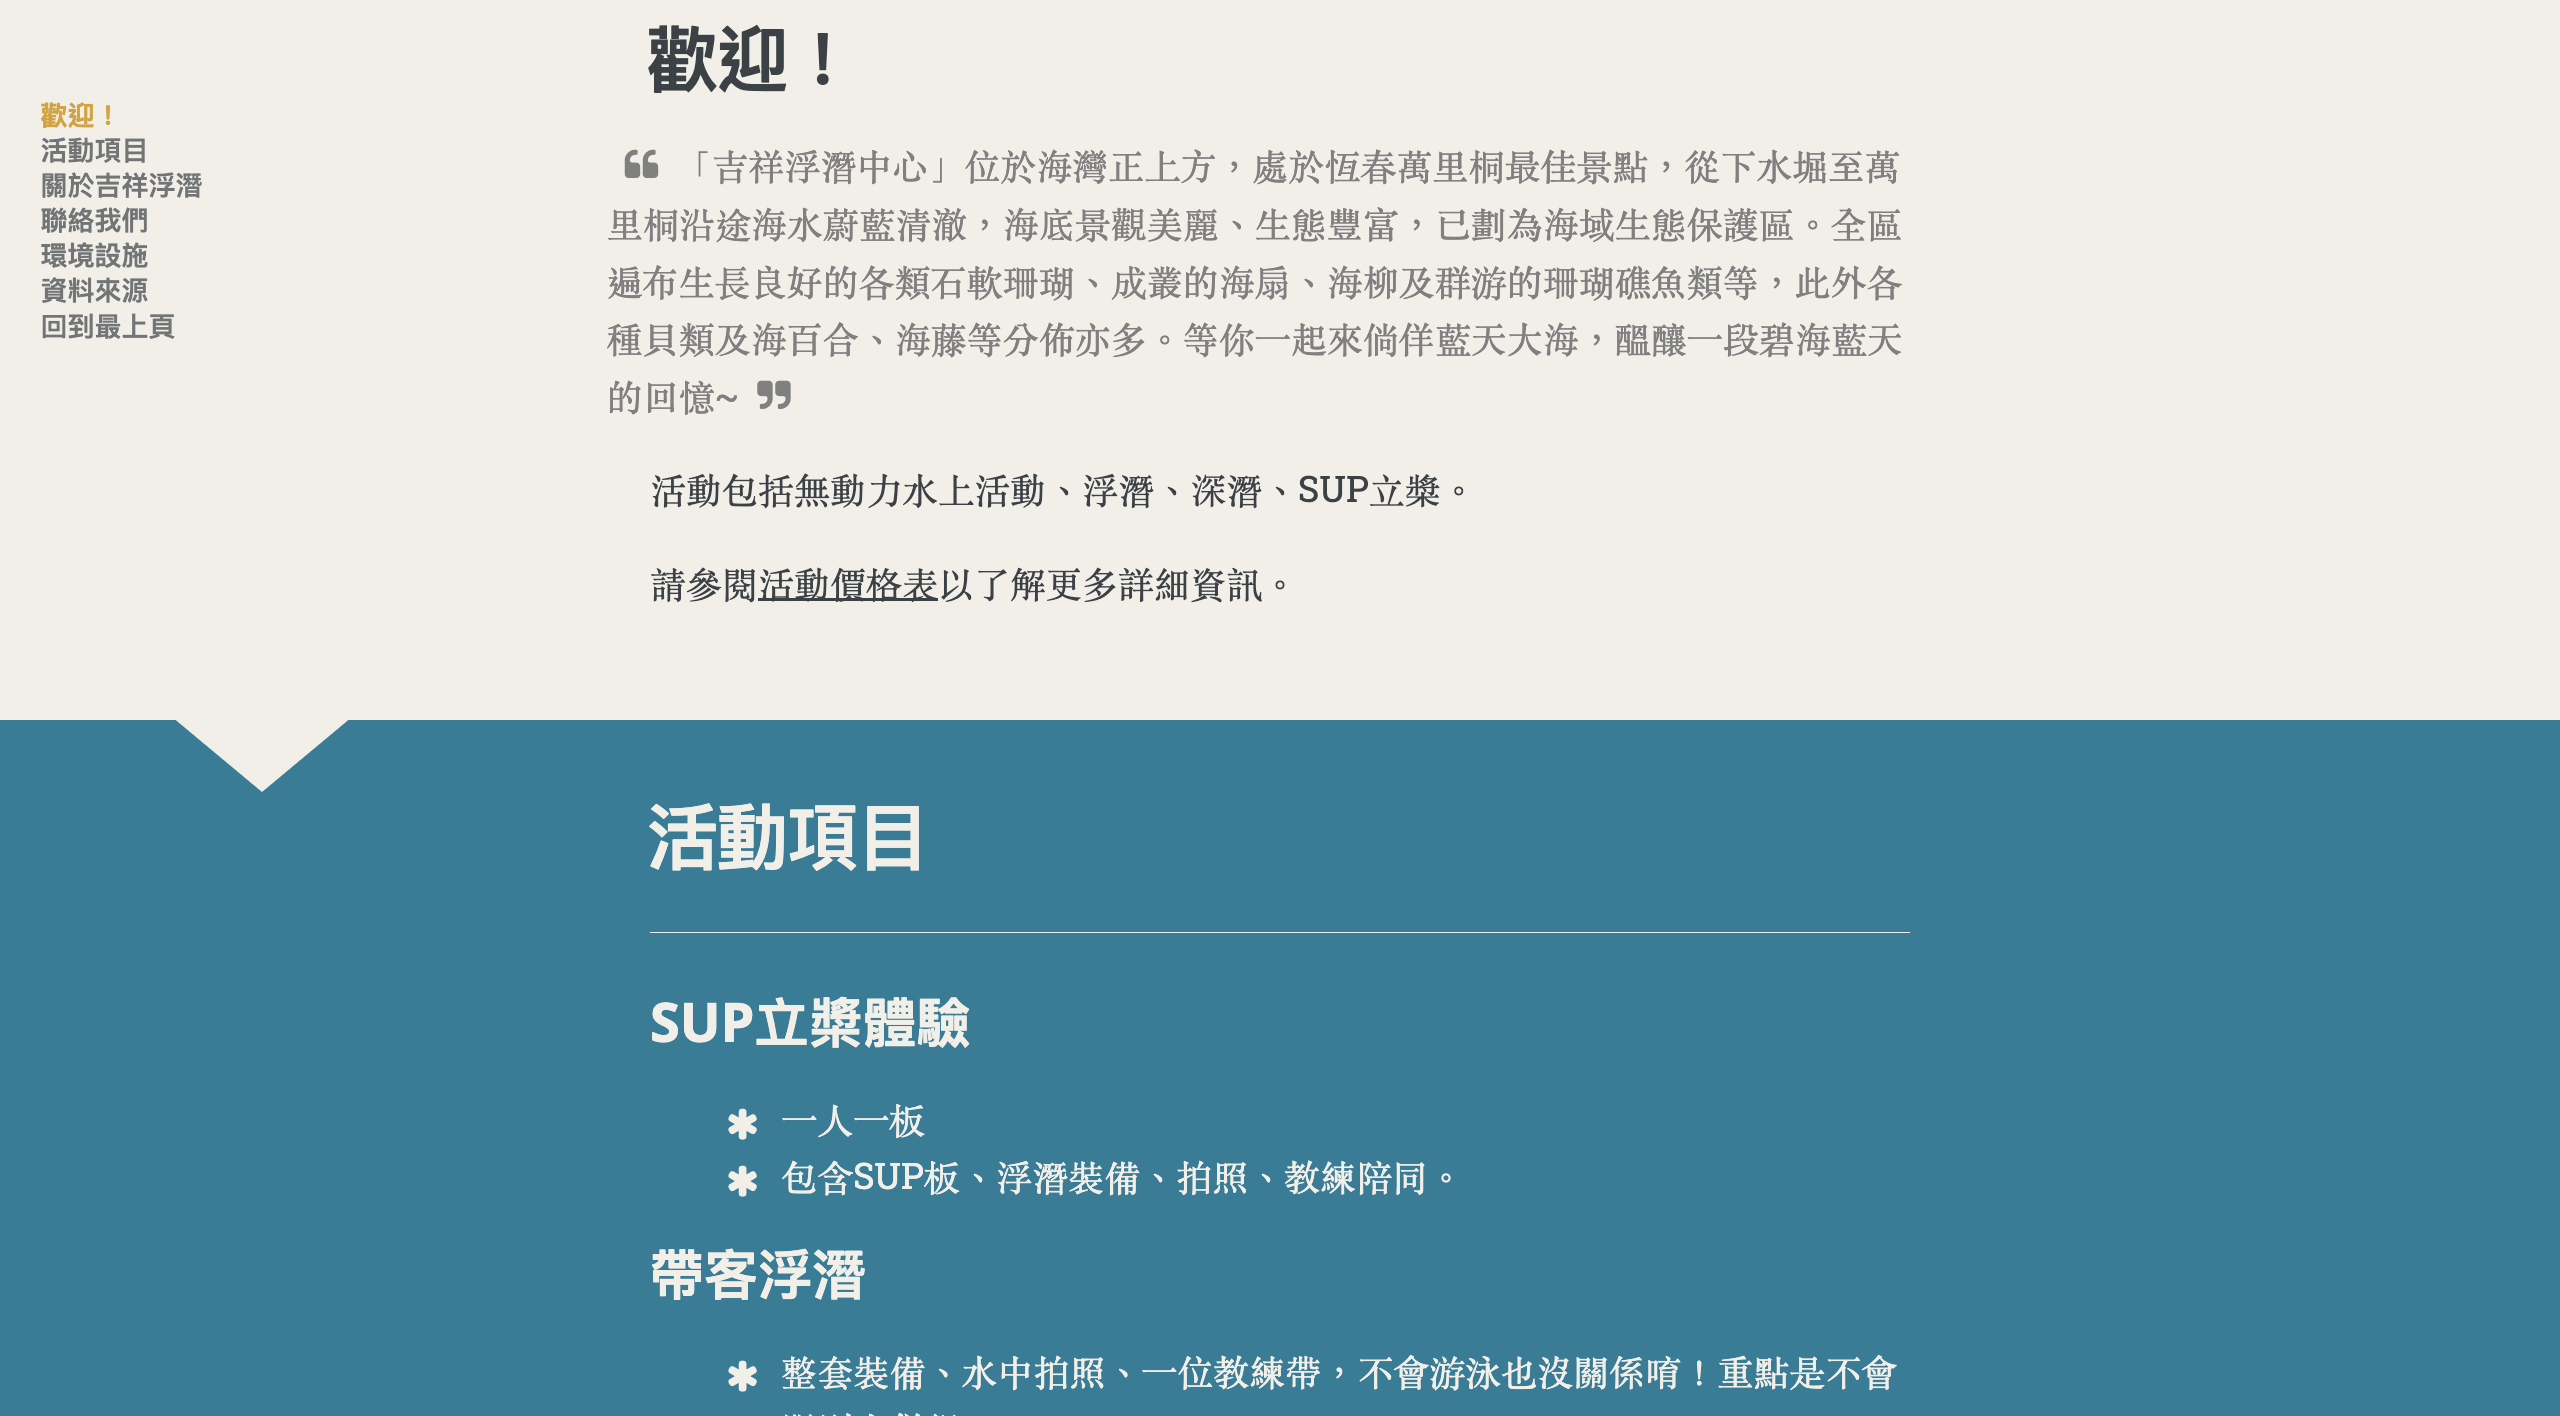 歡迎！
歡迎！
活動項目
關於吉祥浮潛
聯絡我們
環境設施
資料來源
回到最上頁
❝「吉祥浮潛中心」位於海灣正上方，處於恆春萬里桐最佳景點，從下水堀至萬
里桐沿途海水蔚藍清澈，海底景觀美麗、生態豐富，已劃為海域生態保護區。全區
遍布生長良好的各類石軟珊瑚、成叢的海扇、海柳及群游的珊瑚礁魚類等，此外各
種貝類及海百合、海藤等分佈亦多。等你一起來倘佯藍天大海，醞釀一段碧海藍天
的回憶~ ❞
活動包括無動力水上活動、浮潛、深潛、SUP立槳。
請參閱活動價格表以了解更多詳細資訊。
活動項目
SUP立槳體驗
✱ 一人一板
✱ 包含SUP板、浮潛裝備、拍照、教練陪同。
帶客浮潛
✱ 整套裝備、水中拍照、一位教練帶，不會游泳也沒關係唷！重點是不會